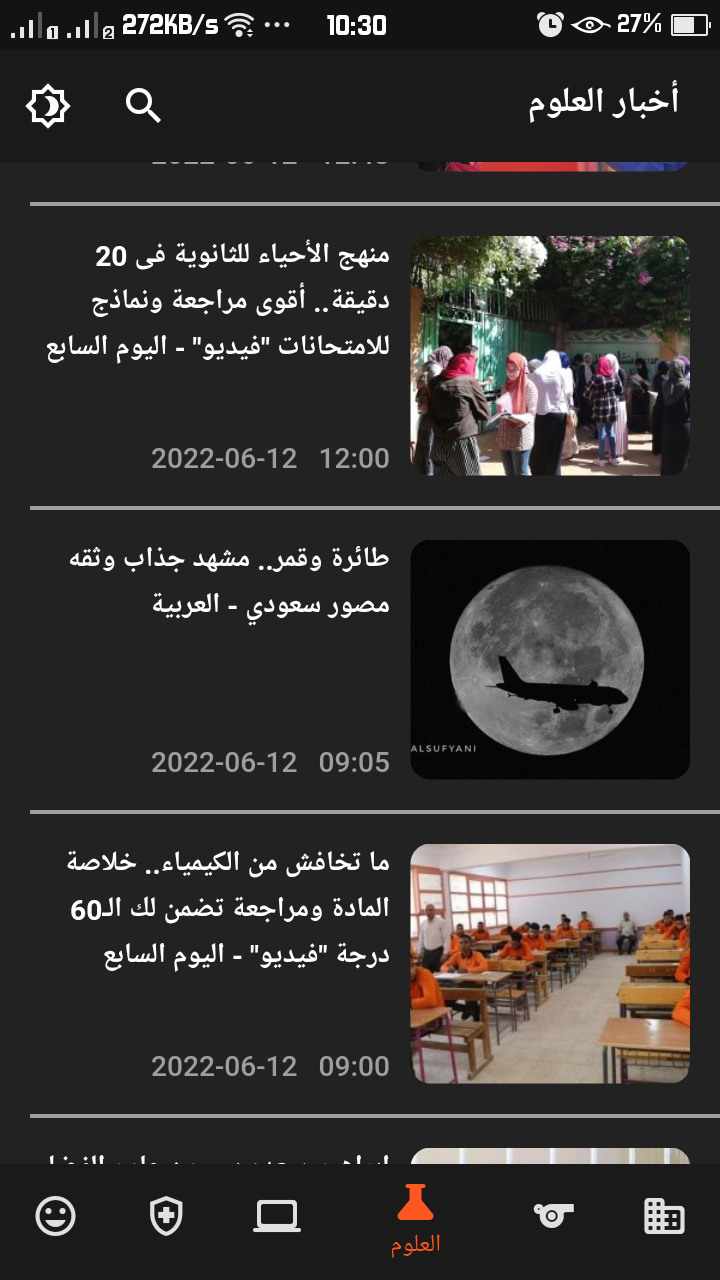 272KB/s ... 10:30 27%
أخبار العلوم
منهج الأحياء للثانوية فى 20
دقيقة.. أقوى مراجعة ونماذج
للامتحانات "فيديو" - اليوم السابع
2022-06-12 12:00
طائرة وقمر.. مشهد جذاب وثقه
مصور سعودي - العربية
ALSUFYANI
2022-06-12 09:05
ما تخافش من الكيمياء.. خلاصة
المادة ومراجعة تضمن لك الـ60
درجة "فيديو" - اليوم السابع
2022-06-12 09:00
العلوم